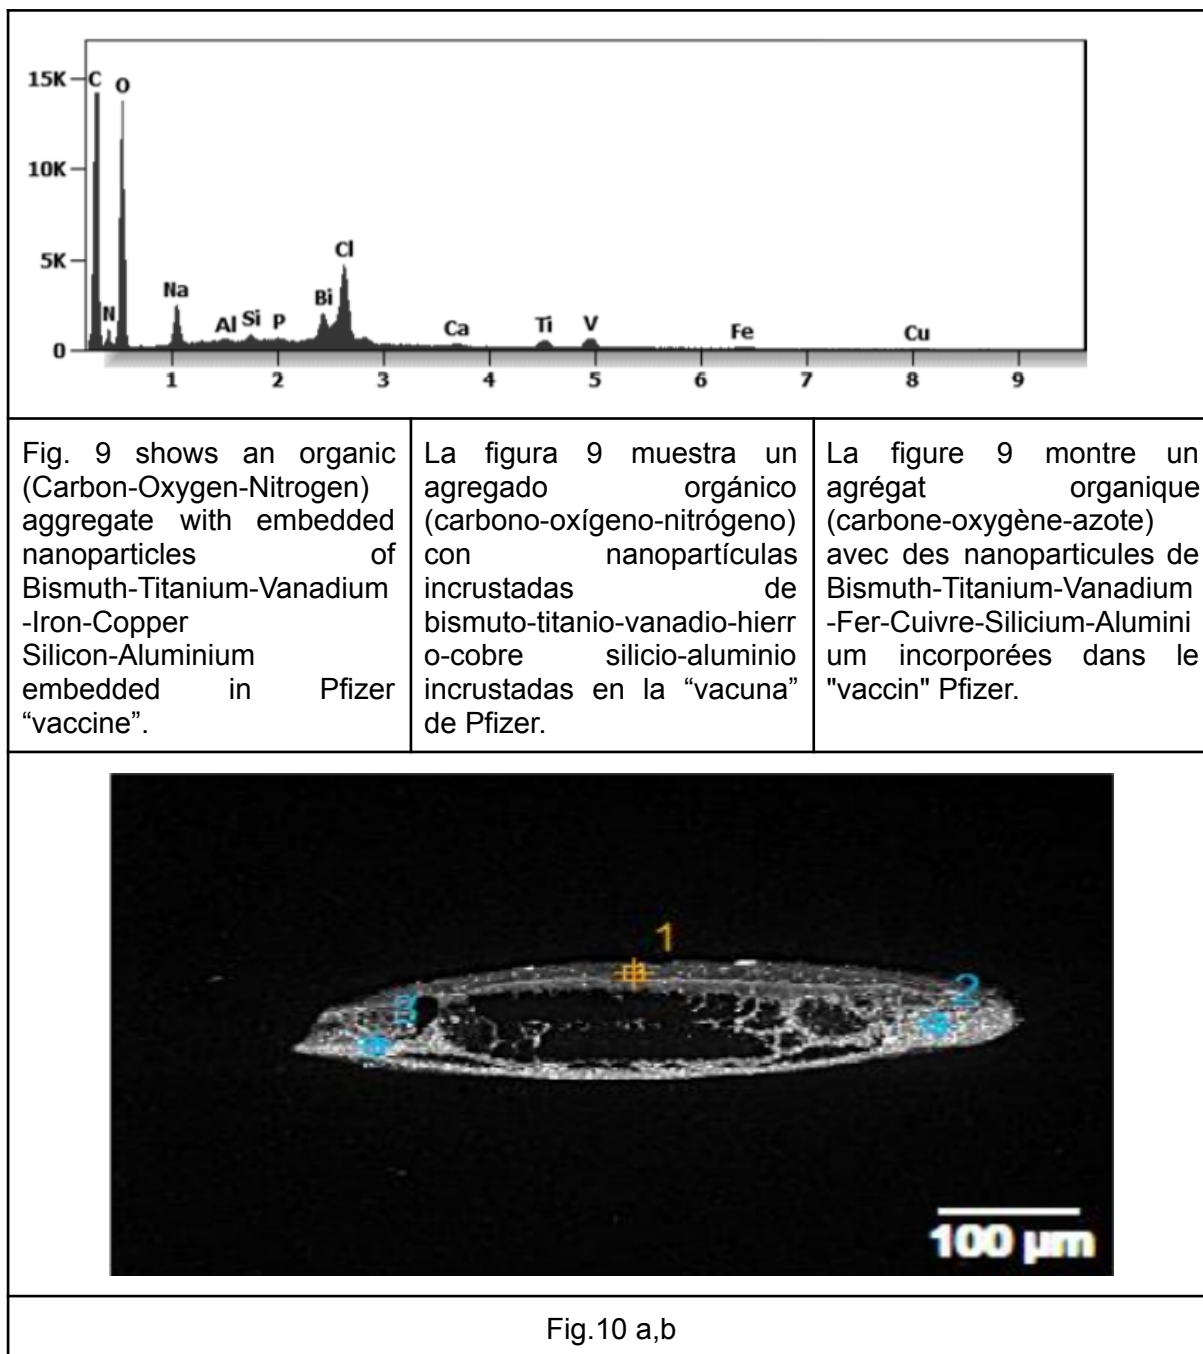 15K
C
O
10K
5K
Cl
Na
Bi
N
Al Si P
Ca
Ti
V
Fe
Cu
0
1 2 3 4 5 6 7 8 9
Fig. 9 shows an organic
(Carbon-Oxygen-Nitrogen)
aggregate with embedded
nanoparticles of
Bismuth-Titanium-Vanadium
-Iron-Copper
Silicon-Aluminium
embedded in Pfizer
“vaccine”.
La figura 9 muestra un
agregado orgánico
(carbono-oxígeno-nitrógeno)
con nanopartículas
incrustadas de
bismuto-titanio-vanadio-hierr
o-cobre silicio-aluminio
incrustadas en la “vacuna”
de Pfizer.
La figure 9 montre un
agrégat organique
(carbone-oxygène-azote)
avec des nanoparticules de
Bismuth-Titanium-Vanadium
-Fer-Cuivre-Silicium-Alumini
um incorporées dans le
"vaccin" Pfizer.
1
2
3
100 µm
Fig.10 a,b